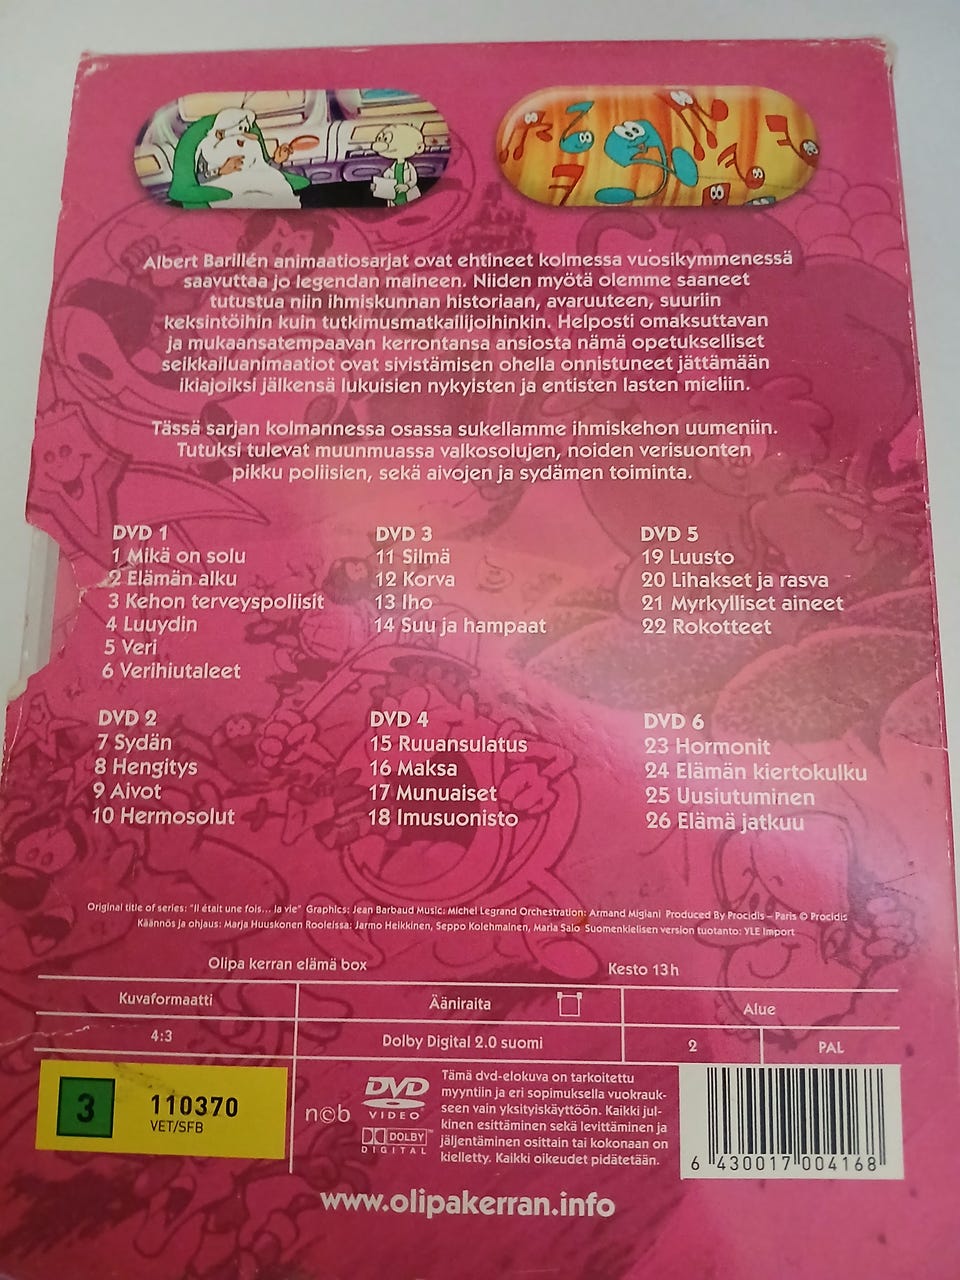 Albert Barillén animaatiosarjat ovat ehtineet kolmessa vuosikymmenessä
saavuttaa jo legendan maineen. Niiden myötä olemme saaneet
tutustua niin ihmiskunnan historiaan, avaruuteen, suuriin
keksintöihin kuin tutkimusmatkailijoihinkin. Helposti omaksuttavan
ja mukaansatempaavan kerrontansa ansiosta nämä opetukselliset
seikkailuanimaatiot ovat sivistämisen ohella onnistuneet jättämään
ikiajoiksi jälkensä lukuisien nykyisten ja entisten lasten mieliin.
Tässä sarjan kolmannessa osassa sukellamme ihmiskehon uumeniin.
Tutuksi tulevat muunmuassa valkosolujen, noiden verisuonten
pikku poliisien, sekä aivojen ja sydämen toiminta.
DVD 1
1 Mikä on solu
2 Elämän alku
3 Kehon terveyspoliisit
4 Luuydin
5 Veri
6 Verihiutaleet
DVD 2
7 Sydän
8 Hengitys
9 Aivot
10 Hermosolut
DVD 3
11 Silmä
12 Korva
13 Iho
14 Suu ja hampaat
DVD 4
15 Ruuansulatus
16 Maksa
17 Munuaiset
18 Imusuonisto
DVD 5
19 Luusto
20 Lihakset ja rasva
21 Myrkylliset aineet
22 Rokotteet
DVD 6
23 Hormonit
24 Elämän kiertokulku
25 Uusiutuminen
26 Elämä jatkuu
Original title of series: "Il était une fois... la vie" Graphics: Jean Barbaud Music: Michel Legrand Orchestration: Armand Migiani Produced By Procidis – Paris © Procidis
Käännös ja ohjaus: Marja Huuskonen Rooleissa: Jarmo Heikkinen, Seppo Kolehmainen, Maria Salo Suomenkielisen version tuotanto: YLE Import
Olipa kerran elämä box
Kesto 13h
Kuvaformaatti
Ääniraita
Alue
4:3
Dolby Digital 2.0 suomi
2
PAL
3
110370
VET/SFB
n©b
DVD
VIDEO
DOLBY
DIGITAL
Tämä dvd-elokuva on tarkoitettu
myyntiin ja eri sopimuksella vuokrauk-
seen vain yksityiskäyttöön. Kaikki jul-
kinen esittäminen sekä levittäminen ja
jäljentäminen osittain tai kokonaan on
kielletty. Kaikki oikeudet pidätetään.
6 430017 004168
www.olipakerran.info